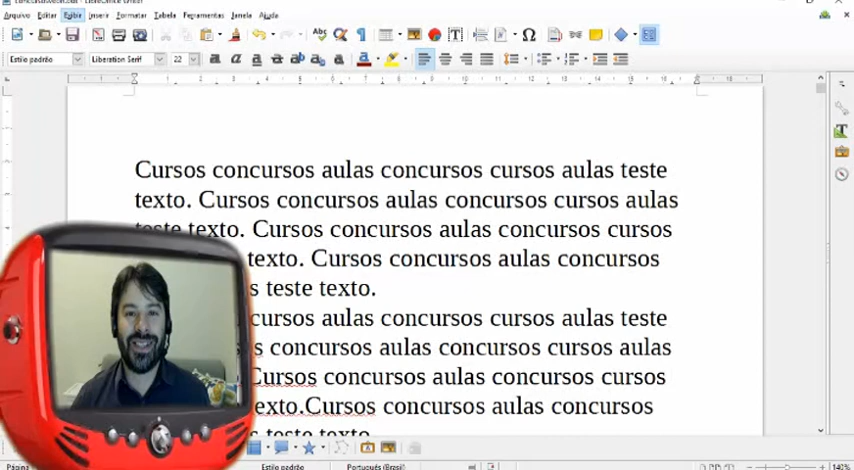 Arquivo Editar Exibir Inserir Formatar Tabela Ferramentas Janela Ajuda
Estilo padrão Liberation Serif 22
Cursos concursos aulas concursos cursos aulas teste
texto. Cursos concursos aulas concursos cursos aulas
teste texto. Cursos concursos aulas concursos cursos
texto. Cursos concursos aulas concursos
s teste texto.
cursos aulas concursos cursos aulas teste
s concursos aulas concursos cursos aulas
Cursos concursos aulas concursos cursos
exto.Cursos concursos aulas concursos
s teste texto.
Página Estilo padrão Português (Brasil) 140%